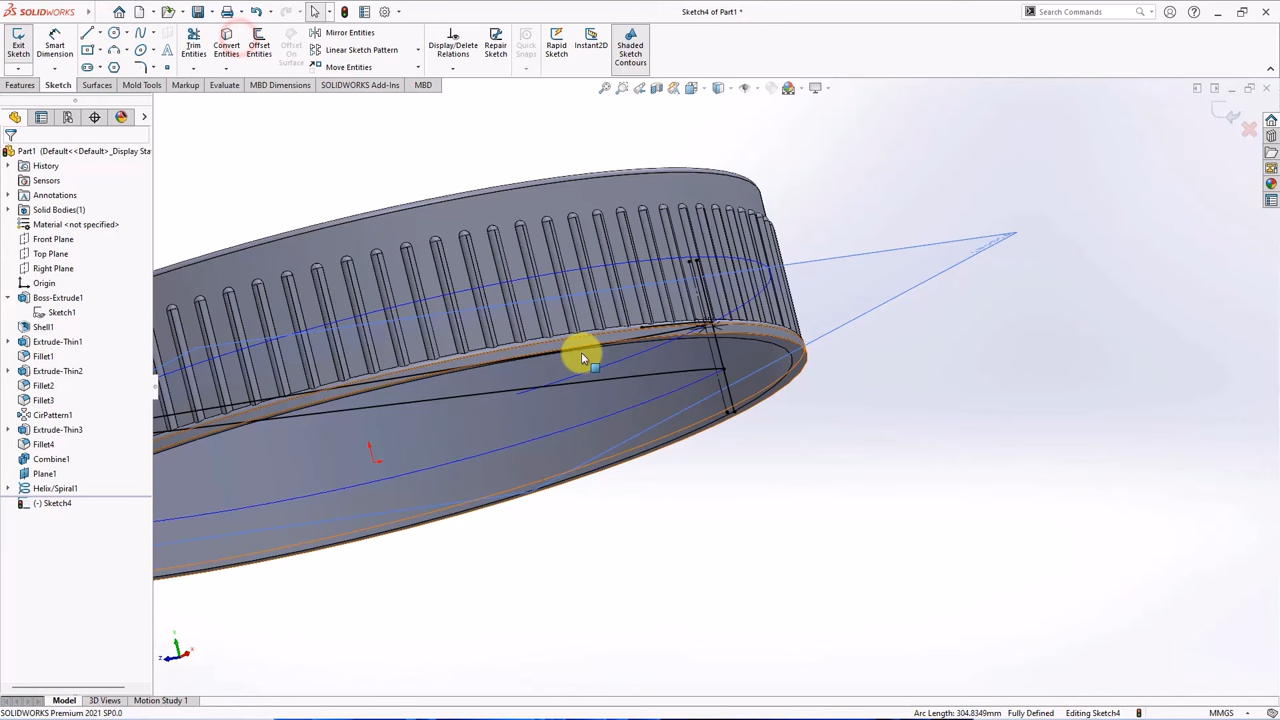 SOLIDWORKS
Sketch4 of Part1 *
Search Commands
Exit Sketch
Smart Dimension
Trim Entities
Convert Entities
Offset Entities
Offset On Surface
Mirror Entities
Linear Sketch Pattern
Move Entities
Display/Delete Relations
Repair Sketch
Quick Snaps
Rapid Sketch
Instant2D
Shaded Sketch Contours
Features
Sketch
Surfaces
Mold Tools
Markup
Evaluate
MBD Dimensions
SOLIDWORKS Add-Ins
MBD
Part1 (Default<<Default>_Display Sta
History
Sensors
Annotations
Solid Bodies(1)
Material <not specified>
Front Plane
Top Plane
Right Plane
Origin
Boss-Extrude1
Sketch1
Shell1
Extrude-Thin1
Fillet1
Extrude-Thin2
Fillet2
Fillet3
CirPattern1
Extrude-Thin3
Fillet4
Combine1
Plane1
Helix/Spiral1
(-) Sketch4
Model
3D Views
Motion Study 1
SOLIDWORKS Premium 2021 SP0.0
Arc Length: 304.8349mm
Fully Defined
Editing Sketch4
MMGS